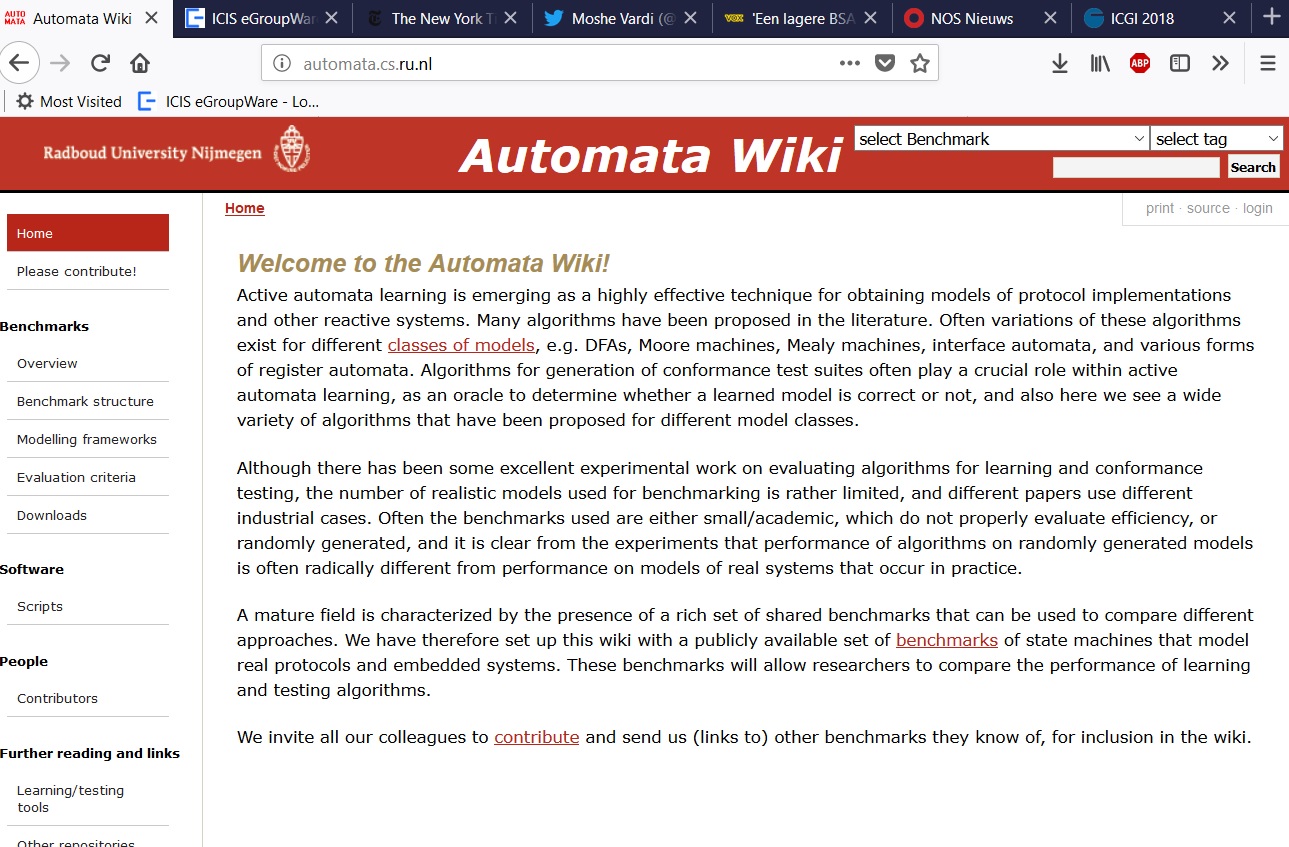 AUTO MATA Automata Wiki
ICIS eGroupWar
The New York T
Moshe Vardi (@
VOX 'Een lagere BSA
NOS Nieuws
ICGI 2018
automata.cs.ru.nl
ABP
Most Visited
ICIS eGroupWare - Lo...
Radboud University Nijmegen
Automata Wiki
select Benchmark
select tag
Search
Home
Please contribute!
Benchmarks
Overview
Benchmark structure
Modelling frameworks
Evaluation criteria
Downloads
Software
Scripts
People
Contributors
Further reading and links
Learning/testing
tools
Other repositories
Home
print · source · login
Welcome to the Automata Wiki!
Active automata learning is emerging as a highly effective technique for obtaining models of protocol implementations
and other reactive systems. Many algorithms have been proposed in the literature. Often variations of these algorithms
exist for different classes of models, e.g. DFAs, Moore machines, Mealy machines, interface automata, and various forms
of register automata. Algorithms for generation of conformance test suites often play a crucial role within active
automata learning, as an oracle to determine whether a learned model is correct or not, and also here we see a wide
variety of algorithms that have been proposed for different model classes.
Although there has been some excellent experimental work on evaluating algorithms for learning and conformance
testing, the number of realistic models used for benchmarking is rather limited, and different papers use different
industrial cases. Often the benchmarks used are either small/academic, which do not properly evaluate efficiency, or
randomly generated, and it is clear from the experiments that performance of algorithms on randomly generated models
is often radically different from performance on models of real systems that occur in practice.
A mature field is characterized by the presence of a rich set of shared benchmarks that can be used to compare different
approaches. We have therefore set up this wiki with a publicly available set of benchmarks of state machines that model
real protocols and embedded systems. These benchmarks will allow researchers to compare the performance of learning
and testing algorithms.
We invite all our colleagues to contribute and send us (links to) other benchmarks they know of, for inclusion in the wiki.